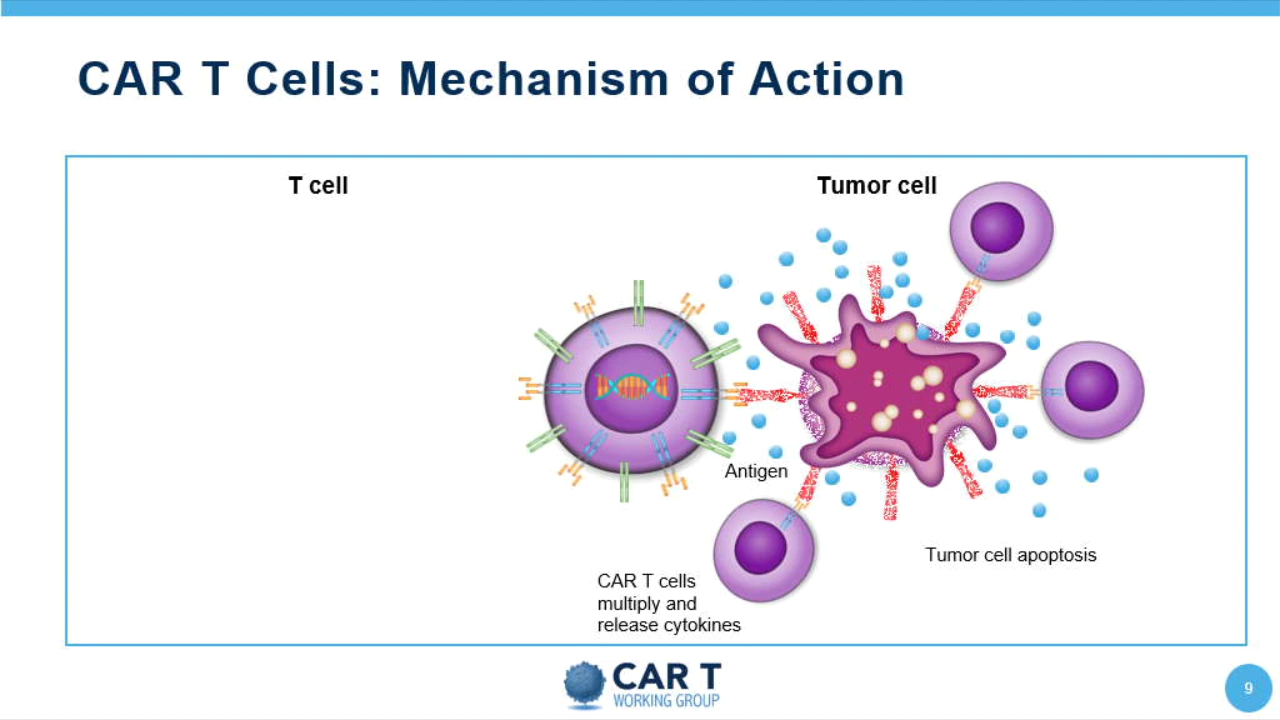 CAR T Cells: Mechanism of Action
T cell
Tumor cell
Antigen
Tumor cell apoptosis
CAR T cells
multiply and
release cytokines
CAR T
WORKING GROUP
9